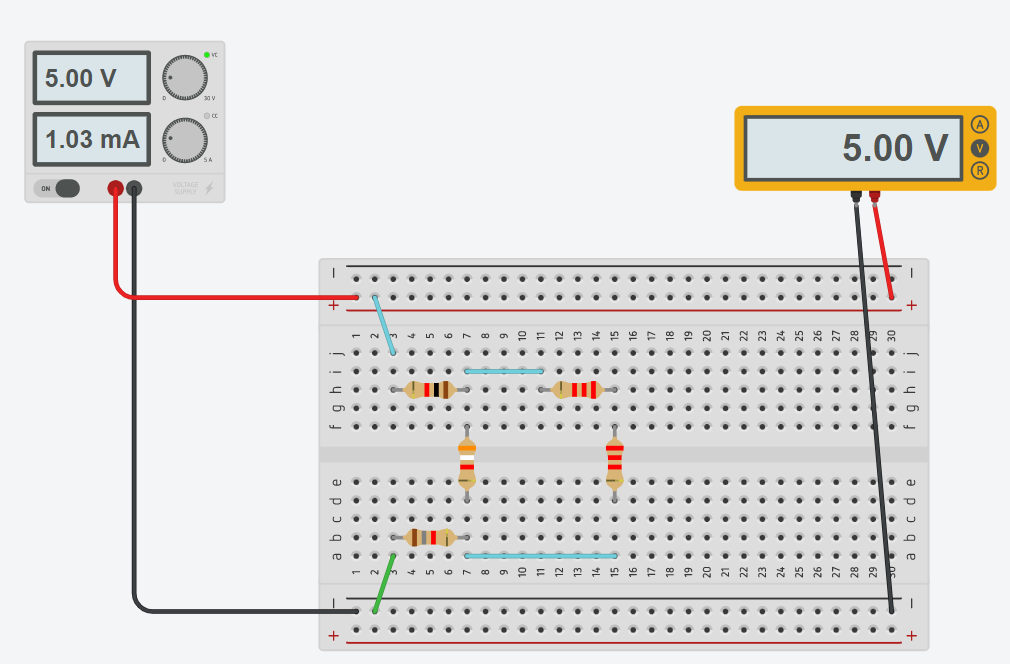 5.00 V
VC
0 30 V
1.03 mA
CC
0 5 A
ON
VOLTAGE
SUPPLY
5.00 V
A
V
R
− −
+ +
1 2 3 4 5 6 7 8 9 10 11 12 13 14 15 16 17 18 19 20 21 22 23 24 25 26 27 28 29 30
j j
i i
h h
g g
f f
e e
d d
c c
b b
a a
1 2 3 4 5 6 7 8 9 10 11 12 13 14 15 16 17 18 19 20 21 22 23 24 25 26 27 28 29 30
− −
+ +